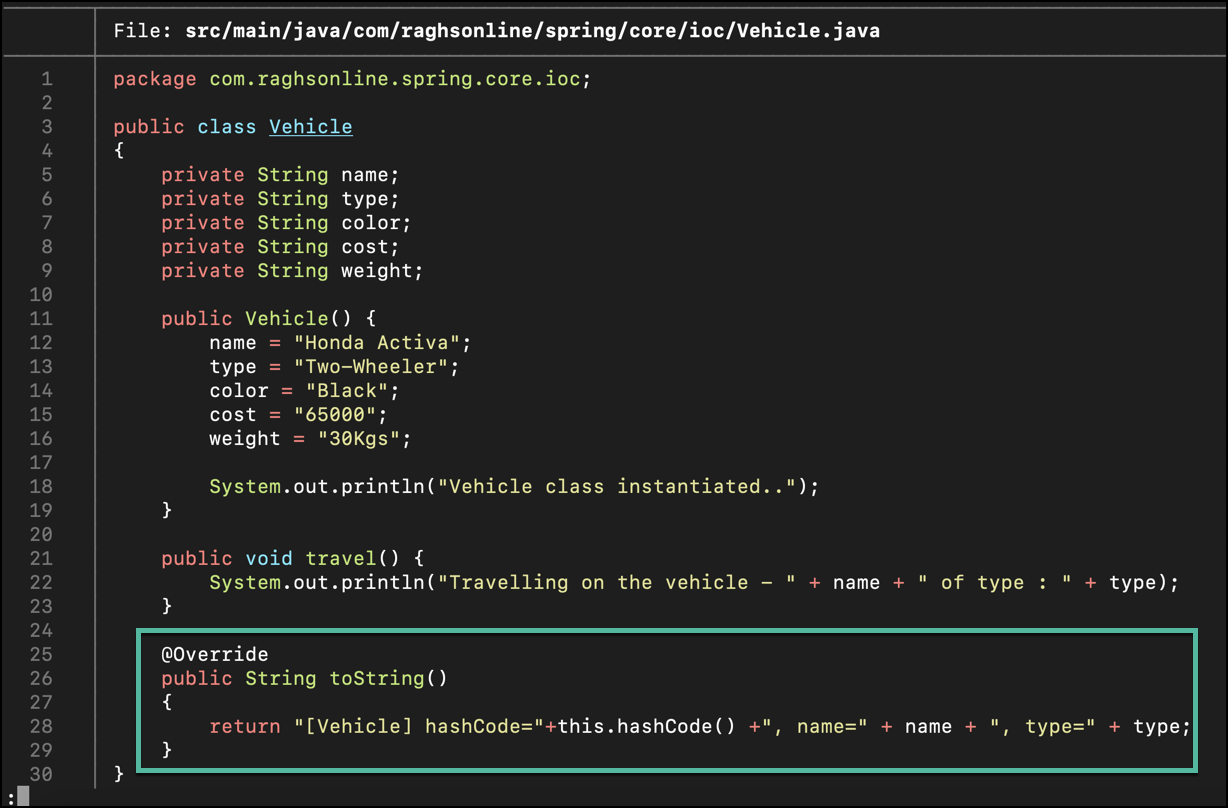 File: src/main/java/com/raghsonline/spring/core/ioc/Vehicle.java
1 package com.raghsonline.spring.core.ioc;
2
3 public class Vehicle
4 {
5     private String name;
6     private String type;
7     private String color;
8     private String cost;
9     private String weight;
10
11     public Vehicle() {
12         name = "Honda Activa";
13         type = "Two-Wheeler";
14         color = "Black";
15         cost = "65000";
16         weight = "30Kgs";
17
18         System.out.println("Vehicle class instantiated..");
19     }
20
21     public void travel() {
22         System.out.println("Travelling on the vehicle - " + name + " of type : " + type);
23     }
24
25     @Override
26     public String toString()
27     {
28         return "[Vehicle] hashCode="+this.hashCode() +", name=" + name + ", type=" + type;
29     }
30 }
: